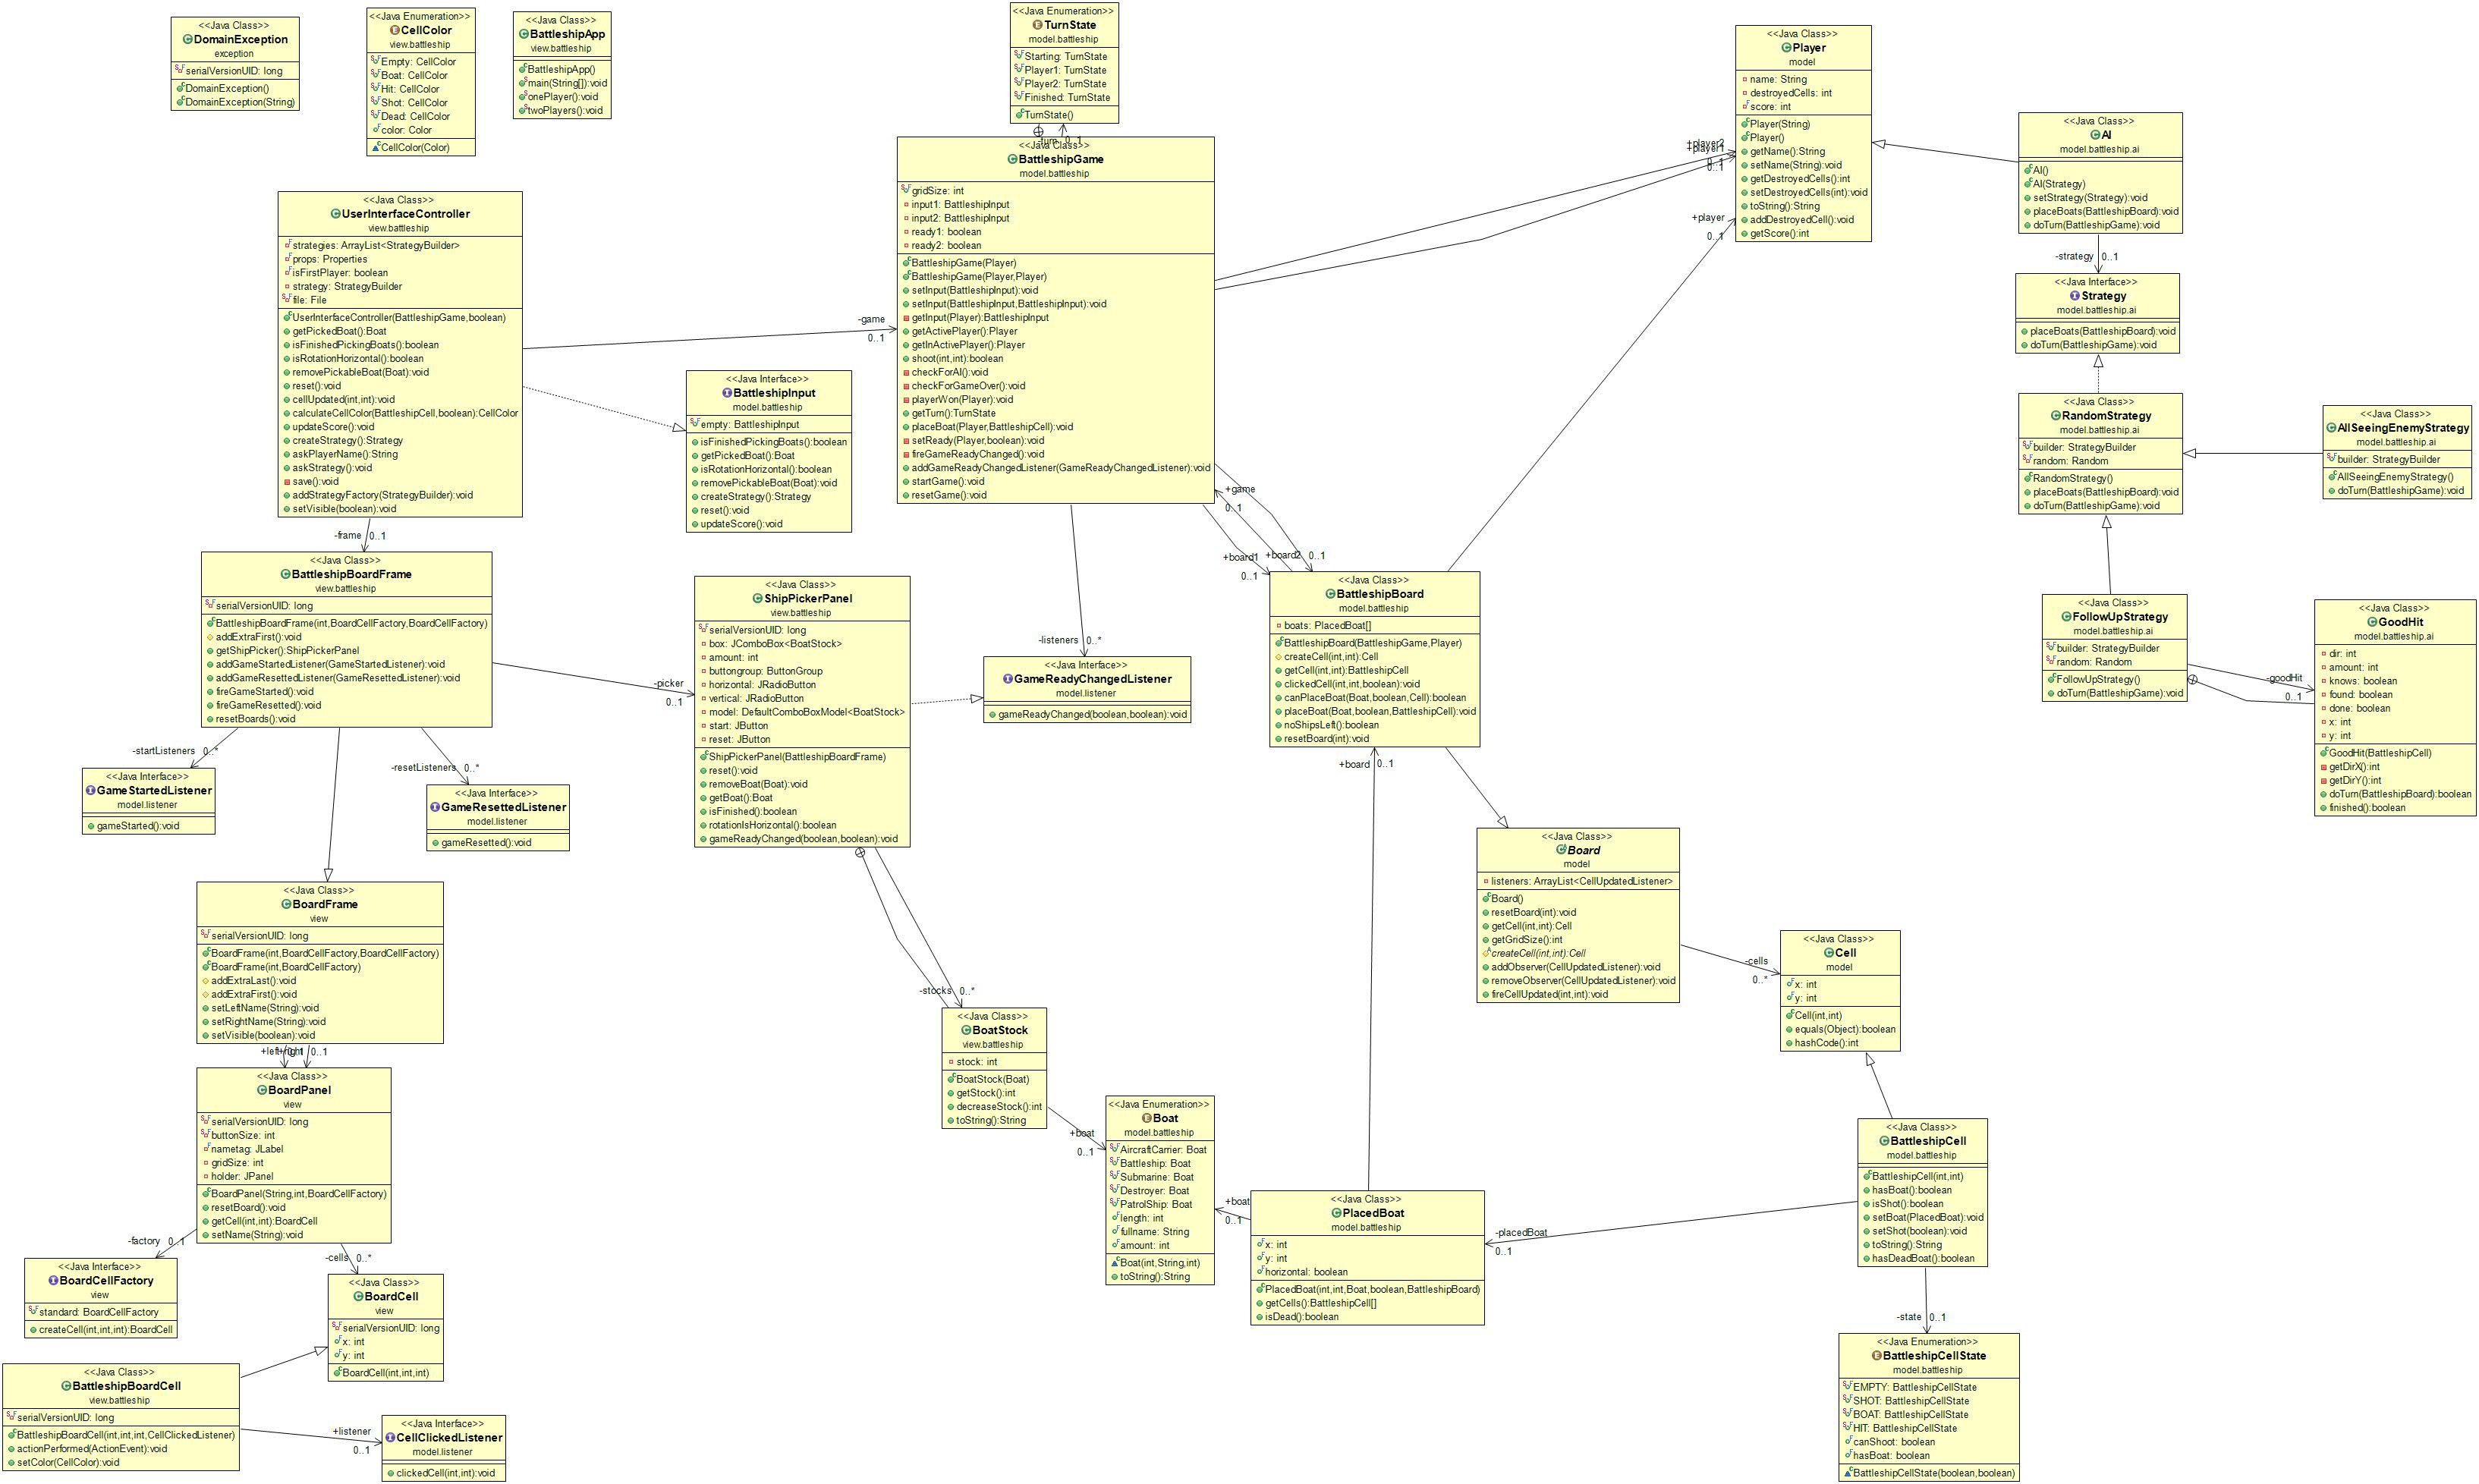 <<Java Class>>
DomainException
exception
serialVersionUID: long
DomainException()
DomainException(String)
<<Java Enumeration>>
CellColor
view.battleship
Empty: CellColor
Boat: CellColor
Hit: CellColor
Shot: CellColor
Dead: CellColor
color: Color
CellColor(Color)
<<Java Class>>
BattleshipApp
view.battleship
BattleshipApp()
main(String[]):void
onePlayer():void
twoPlayers():void
<<Java Enumeration>>
TurnState
model.battleship
Starting: TurnState
Player1: TurnState
Player2: TurnState
Finished: TurnState
TurnState()
-turn 0..1
<<Java Class>>
BattleshipGame
model.battleship
gridSize: int
input1: BattleshipInput
input2: BattleshipInput
ready1: boolean
ready2: boolean
BattleshipGame(Player)
BattleshipGame(Player,Player)
setInput(BattleshipInput):void
setInput(BattleshipInput,BattleshipInput):void
getInput(Player):BattleshipInput
getActivePlayer():Player
getInActivePlayer():Player
shoot(int,int):boolean
checkForAI():void
checkForGameOver():void
playerWon(Player):void
getTurn():TurnState
placeBoat(Player,BattleshipCell):void
setReady(Player,boolean):void
fireGameReadyChanged():void
addGameReadyChangedListener(GameReadyChangedListener):void
startGame():void
resetGame():void
<<Java Class>>
Player
model
name: String
destroyedCells: int
score: int
Player(String)
Player()
getName():String
setName(String):void
getDestroyedCells():int
setDestroyedCells(int):void
toString():String
addDestroyedCell():void
getScore():int
+player2
+player1
0..1
0..1
+player
0..1
<<Java Class>>
AI
model.battleship.ai
AI()
AI(Strategy)
setStrategy(Strategy):void
placeBoats(BattleshipBoard):void
doTurn(BattleshipGame):void
-strategy 0..1
<<Java Interface>>
Strategy
model.battleship.ai
placeBoats(BattleshipBoard):void
doTurn(BattleshipGame):void
<<Java Class>>
RandomStrategy
model.battleship.ai
builder: StrategyBuilder
random: Random
RandomStrategy()
placeBoats(BattleshipBoard):void
doTurn(BattleshipGame):void
<<Java Class>>
AllSeeingEnemyStrategy
model.battleship.ai
builder: StrategyBuilder
AllSeeingEnemyStrategy()
doTurn(BattleshipGame):void
<<Java Class>>
FollowUpStrategy
model.battleship.ai
builder: StrategyBuilder
random: Random
FollowUpStrategy()
doTurn(BattleshipGame):void
-goodHit
0..1
<<Java Class>>
GoodHit
model.battleship.ai
dir: int
amount: int
knows: boolean
found: boolean
done: boolean
x: int
y: int
GoodHit(BattleshipCell)
getDirX():int
getDirY():int
doTurn(BattleshipBoard):boolean
finished():boolean
<<Java Class>>
UserInterfaceController
view.battleship
strategies: ArrayList<StrategyBuilder>
props: Properties
isFirstPlayer: boolean
strategy: StrategyBuilder
file: File
UserInterfaceController(BattleshipGame,boolean)
getPickedBoat():Boat
isFinishedPickingBoats():boolean
isRotationHorizontal():boolean
removePickableBoat(Boat):void
reset():void
cellUpdated(int,int):void
calculateCellColor(BattleshipCell,boolean):CellColor
updateScore():void
createStrategy():Strategy
askPlayerName():String
askStrategy():void
save():void
addStrategyFactory(StrategyBuilder):void
setVisible(boolean):void
-game
0..1
<<Java Interface>>
BattleshipInput
model.battleship
empty: BattleshipInput
isFinishedPickingBoats():boolean
getPickedBoat():Boat
isRotationHorizontal():boolean
removePickableBoat(Boat):void
createStrategy():Strategy
reset():void
updateScore():void
-frame 0..1
<<Java Class>>
BattleshipBoardFrame
view.battleship
serialVersionUID: long
BattleshipBoardFrame(int,BoardCellFactory,BoardCellFactory)
addExtraFirst():void
getShipPicker():ShipPickerPanel
addGameStartedListener(GameStartedListener):void
addGameResettedListener(GameResettedListener):void
fireGameStarted():void
fireGameResetted():void
resetBoards():void
-picker
0..1
<<Java Class>>
ShipPickerPanel
view.battleship
serialVersionUID: long
box: JComboBox<BoatStock>
amount: int
buttongroup: ButtonGroup
horizontal: JRadioButton
vertical: JRadioButton
model: DefaultComboBoxModel<BoatStock>
start: JButton
reset: JButton
ShipPickerPanel(BattleshipBoardFrame)
reset():void
removeBoat(Boat):void
getBoat():Boat
isFinished():boolean
rotationIsHorizontal():boolean
gameReadyChanged(boolean,boolean):void
-listeners 0..*
<<Java Interface>>
GameReadyChangedListener
model.listener
gameReadyChanged(boolean,boolean):void
+game
0..1
+board1
0..1
+board2 0..1
<<Java Class>>
BattleshipBoard
model.battleship
boats: PlacedBoat[]
BattleshipBoard(BattleshipGame,Player)
createCell(int,int):Cell
getCell(int,int):BattleshipCell
clickedCell(int,int,boolean):void
canPlaceBoat(Boat,boolean,Cell):boolean
placeBoat(Boat,boolean,BattleshipCell):void
noShipsLeft():boolean
resetBoard(int):void
+board 0..1
-startListeners 0..*
<<Java Interface>>
GameStartedListener
model.listener
gameStarted():void
-resetListeners 0..*
<<Java Interface>>
GameResettedListener
model.listener
gameResetted():void
<<Java Class>>
Board
model
listeners: ArrayList<CellUpdatedListener>
Board()
resetBoard(int):void
getCell(int,int):Cell
getGridSize():int
createCell(int,int):Cell
addObserver(CellUpdatedListener):void
removeObserver(CellUpdatedListener):void
fireCellUpdated(int,int):void
-cells
0..*
<<Java Class>>
Cell
model
x: int
y: int
Cell(int,int)
equals(Object):boolean
hashCode():int
<<Java Class>>
BoardFrame
view
serialVersionUID: long
BoardFrame(int,BoardCellFactory,BoardCellFactory)
BoardFrame(int,BoardCellFactory)
addExtraLast():void
addExtraFirst():void
setLeftName(String):void
setRightName(String):void
setVisible(boolean):void
+left +right 0..1
<<Java Class>>
BoardPanel
view
serialVersionUID: long
buttonSize: int
nametag: JLabel
gridSize: int
holder: JPanel
BoardPanel(String,int,BoardCellFactory)
resetBoard():void
getCell(int,int):BoardCell
setName(String):void
-factory 0..1
<<Java Interface>>
BoardCellFactory
view
standard: BoardCellFactory
createCell(int,int,int):BoardCell
-cells 0..*
<<Java Class>>
BoardCell
view
serialVersionUID: long
x: int
y: int
BoardCell(int,int,int)
<<Java Class>>
BattleshipBoardCell
view.battleship
serialVersionUID: long
BattleshipBoardCell(int,int,int,CellClickedListener)
actionPerformed(ActionEvent):void
setColor(CellColor):void
+listener
0..1
<<Java Interface>>
CellClickedListener
model.listener
clickedCell(int,int):void
-stocks 0..*
<<Java Class>>
BoatStock
view.battleship
stock: int
BoatStock(Boat)
getStock():int
decreaseStock():int
toString():String
+boat
0..1
<<Java Enumeration>>
Boat
model.battleship
AircraftCarrier: Boat
Battleship: Boat
Submarine: Boat
Destroyer: Boat
PatrolShip: Boat
length: int
fullname: String
amount: int
Boat(int,String,int)
toString():String
+boat
0..1
<<Java Class>>
PlacedBoat
model.battleship
x: int
y: int
horizontal: boolean
PlacedBoat(int,int,Boat,boolean,BattleshipBoard)
getCells():BattleshipCell[]
isDead():boolean
-placedBoat
0..1
<<Java Class>>
BattleshipCell
model.battleship
BattleshipCell(int,int)
hasBoat():boolean
isShot():boolean
setBoat(PlacedBoat):void
setShot(boolean):void
toString():String
hasDeadBoat():boolean
-state 0..1
<<Java Enumeration>>
BattleshipCellState
model.battleship
EMPTY: BattleshipCellState
SHOT: BattleshipCellState
BOAT: BattleshipCellState
HIT: BattleshipCellState
canShoot: boolean
hasBoat: boolean
BattleshipCellState(boolean,boolean)